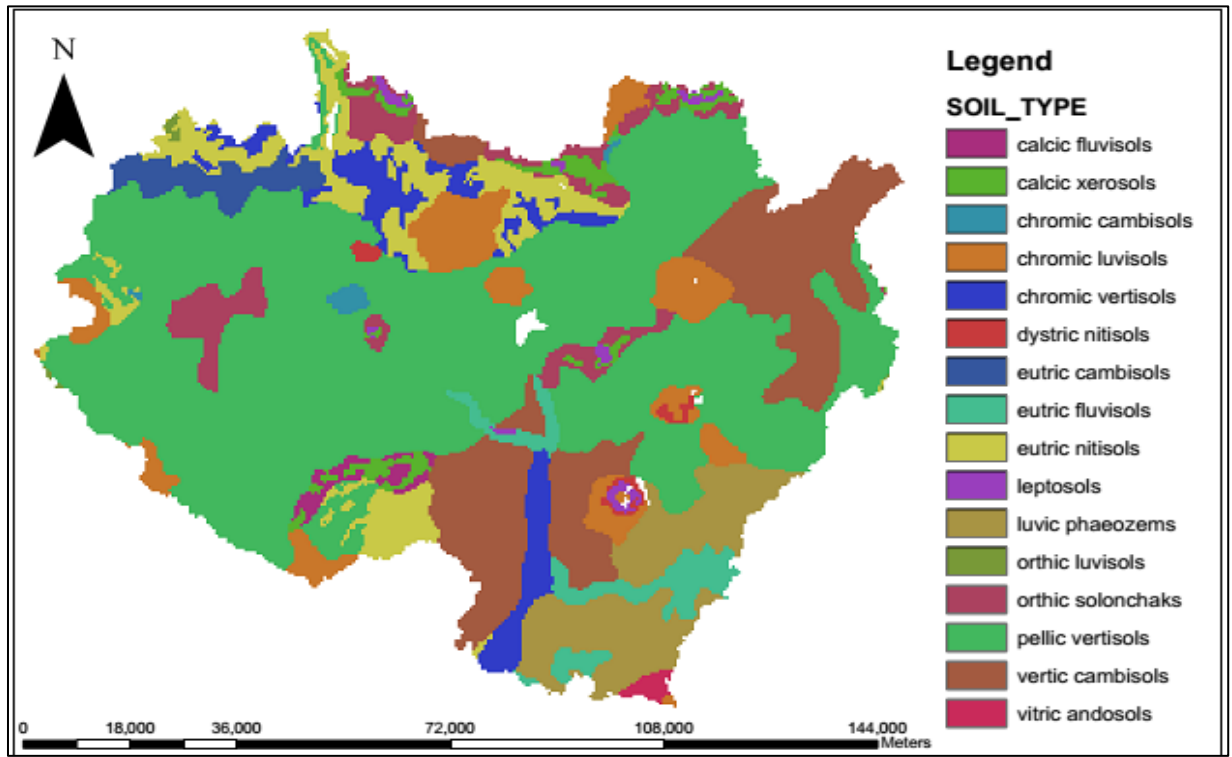 N
Legend
SOIL_TYPE
calcic fluvisols
calcic xerosols
chromic cambisols
chromic luvisols
chromic vertisols
dystric nitisols
eutric cambisols
eutric fluvisols
eutric nitisols
leptosols
luvic phaeozems
orthic luvisols
orthic solonchaks
pellic vertisols
vertic cambisols
vitric andosols
0 18,000 36,000 72,000 108,000 144,000
Meters